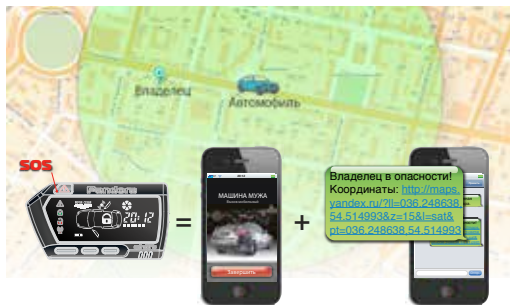 Владелец
Автомобиль
SOS
Pandora
20:12
=
МАШИНА МУЖА
Завершить
+
Владелец в опасности!
Координаты: http://maps.
yandex.ru/?ll=036.248638,
54.514993&z=15&l=sat&
pt=036.248638,54.514993